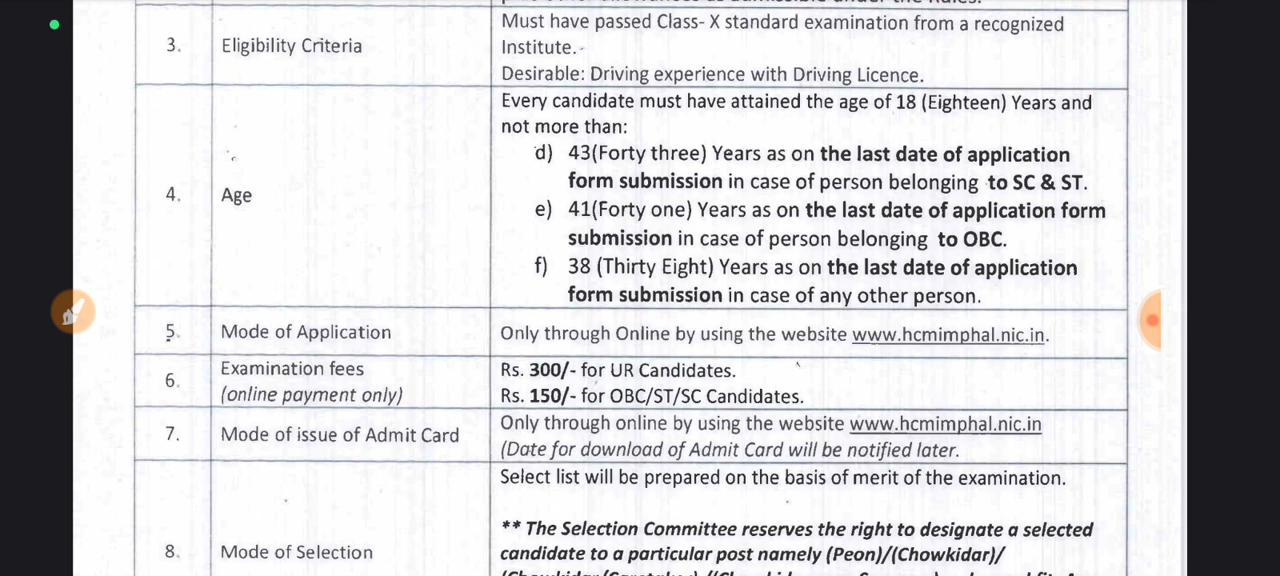 3.
Eligibility Criteria
Must have passed Class- X standard examination from a recognized
Institute.
Desirable: Driving experience with Driving Licence.
4.
Age
Every candidate must have attained the age of 18 (Eighteen) Years and
not more than:
d) 43(Forty three) Years as on the last date of application
form submission in case of person belonging to SC & ST.
e) 41(Forty one) Years as on the last date of application form
submission in case of person belonging to OBC.
f) 38 (Thirty Eight) Years as on the last date of application
form submission in case of any other person.
5.
Mode of Application
Only through Online by using the website www.hcmimphal.nic.in.
6.
Examination fees
(online payment only)
Rs. 300/- for UR Candidates.
Rs. 150/- for OBC/ST/SC Candidates.
7.
Mode of issue of Admit Card
Only through online by using the website www.hcmimphal.nic.in
(Date for download of Admit Card will be notified later.
8.
Mode of Selection
Select list will be prepared on the basis of merit of the examination.
** The Selection Committee reserves the right to designate a selected
candidate to a particular post namely (Peon)/(Chowkidar)/